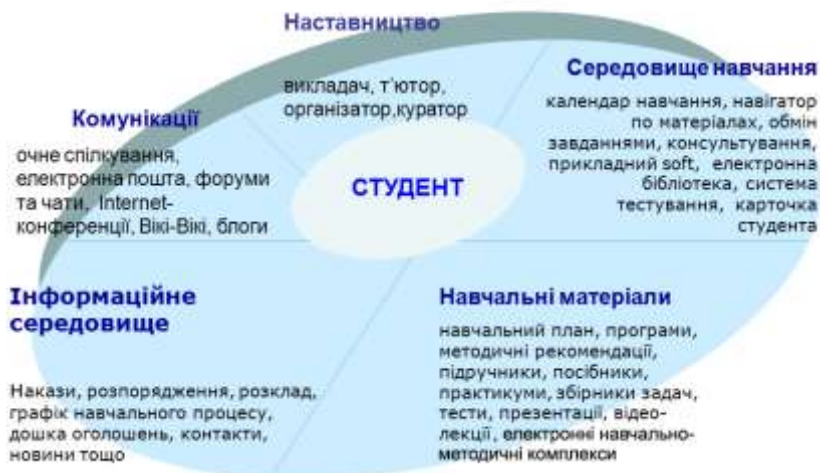 Наставництво
викладач, т'ютор,
організатор,куратор
Середовище навчання
календар навчання, навігатор
по матеріалах, обмін
завданнями, консультування,
прикладний soft, електронна
бібліотека, система
тестування, карточка
студента
Комунікації
очне спілкування,
електронна пошта, форуми
та чати, Internet-
конференції, Вікі-Вікі, блоги
СТУДЕНТ
Інформаційне
середовище
Накази, розпорядження, розклад,
графік навчального процесу,
дошка оголошень, контакти,
новини тощо
Навчальні матеріали
навчальний план, програми,
методичні рекомендації,
підручники, посібники,
практикуми, збірники задач,
тести, презентації, відео-
лекції, електронні навчально-
методичні комплекси